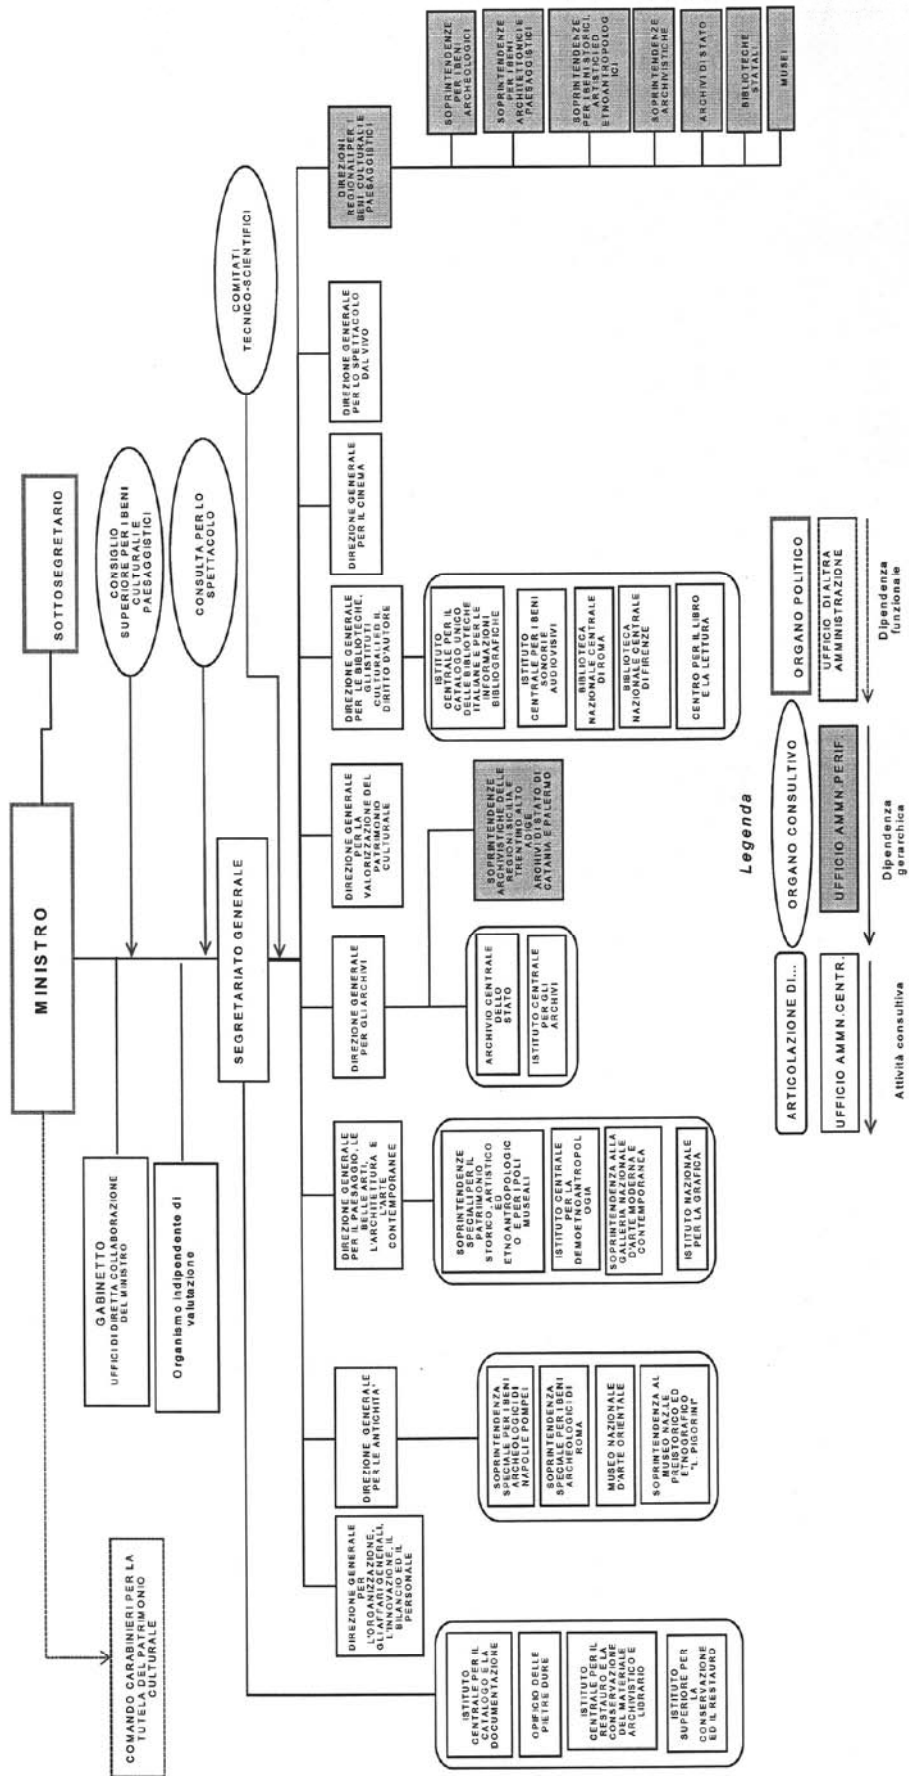 MINISTRO
SOTTOSEGRETARIO
COMANDO CARABINIERI PER LA
TUTELA DEL PATRIMONIO
CULTURALE
GABINETTO
UFFICI DI DIRETTA COLLABORAZIONE
DEL MINISTRO
Organismo indipendente di
valutazione
CONSIGLIO
SUPERIORE PER I BENI
CULTURALI E
PAESAGGISTICI
CONSULTA PER LO
SPETTACOLO
SEGRETARIATO GENERALE
COMITATI
TECNICO-SCIENTIFICI
ISTITUTO
CENTRALE PER IL
CATALOGO E LA
DOCUMENTAZIONE
OPIFICIO DELLE
PIETRE DURE
ISTITUTO
CENTRALE PER IL
RESTAURO E LA
CONSERVAZIONE
DEL MATERIALE
ARCHIVISTICO E
LIBRARIO
ISTITUTO
SUPERIORE PER
LA
CONSERVAZIONE
ED IL RESTAURO
DIREZIONE GENERALE
PER
L'ORGANIZZAZIONE,
GLI AFFARI GENERALI,
L'INNOVAZIONE, IL
BILANCIO ED IL
PERSONALE
DIREZIONE GENERALE
PER LE ANTICHITA'
SOPRINTENDENZA
SPECIALE PER I BENI
ARCHEOLOGICI DI
NAPOLI E POMPEI
SOPRINTENDENZA
SPECIALE PER I BENI
ARCHEOLOGICI DI
ROMA
MUSEO NAZIONALE
D'ARTE ORIENTALE
SOPRINTENDENZA AL
MUSEO NAZ.LE
PREISTORICO ED
ETNOGRAFICO
"L. PIGORINI"
DIREZIONE GENERALE
PER IL PAESAGGIO, LE
BELLE ARTI,
L'ARCHITETTURA E
L'ARTE
CONTEMPORANEE
SOPRINTENDENZE
SPECIALI PER IL
PATRIMONIO
STORICO, ARTISTICO
ED
ETNOANTROPOLOGIC
O E PER I POLI
MUSEALI
ISTITUTO CENTRALE
PER LA
DEMOETNOANTROPOL
OGIA
SOPRINTENDENZA ALLA
GALLERIA NAZIONALE
D'ARTE MODERNA E
CONTEMPORANEA
ISTITUTO NAZIONALE
PER LA GRAFICA
DIREZIONE GENERALE
PER GLI ARCHIVI
ARCHIVIO CENTRALE
DELLO
STATO
ISTITUTO CENTRALE
PER GLI
ARCHIVI
SOPRINTENDENZE
ARCHIVISTICHE DELLE
REGIONI SICILIA E
TRENTINO ALTO
ADIGE
ARCHIVI DI STATO DI
CATANIA E PALERMO
DIREZIONE GENERALE
PER LA
VALORIZZAZIONE DEL
PATRIMONIO
CULTURALE
DIREZIONE GENERALE
PER LE BIBLIOTECHE,
GLI ISTITUTI
CULTURALI ED IL
DIRITTO D'AUTORE
ISTITUTO
CENTRALE PER IL
CATALOGO UNICO
DELLE BIBLIOTECHE
ITALIANE E PER LE
INFORMAZIONI
BIBLIOGRAFICHE
ISTITUTO
CENTRALE PER I BENI
SONORI E
AUDIOVISIVI
BIBLIOTECA
NAZIONALE CENTRALE
DI ROMA
BIBLIOTECA
NAZIONALE CENTRALE
DI FIRENZE
CENTRO PER IL LIBRO
E LA LETTURA
DIREZIONE GENERALE
PER IL CINEMA
DIREZIONE GENERALE
PER LO SPETTACOLO
DAL VIVO
DIREZIONI
REGIONALI PER I
BENI CULTURALI E
PAESAGGISTICI
SOPRINTENDENZE
PER I BENI
ARCHEOLOGICI
SOPRINTENDENZE
PER I BENI
ARCHITETTONICI E
PAESAGGISTICI
SOPRINTENDENZE
PER I BENI STORICI,
ARTISTICI ED
ETNOANTROPOLOG
ICI
SOPRINTENDENZE
ARCHIVISTICHE
ARCHIVI DI STATO
BIBLIOTECHE
STATALI
MUSEI
Legenda
ARTICOLAZIONE DI...
ORGANO CONSULTIVO
ORGANO POLITICO
UFFICIO AMMN.CENTR.
UFFICIO AMMN.PERIF.
UFFICIO DI ALTRA
AMMINISTRAZIONE
Attività consultiva
Dipendenza
gerarchica
Dipendenza
funzionale